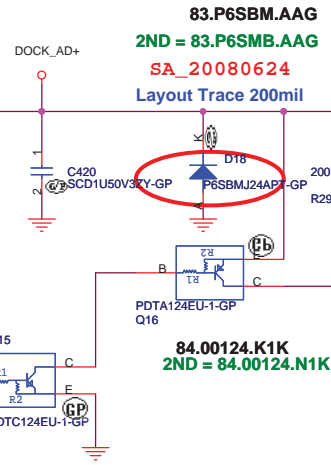 83.P6SBM.AAG
2ND = 83.P6SMB.AAG
DOCK_AD+
SA_20080624
Layout Trace 200mil
K
1
2
C420
SCD1U50V3ZY-GP
D18
P6SBMJ24APT-GP
A
200
R29
R2
R1
B
E
C
PDTA124EU-1-GP
Q16
84.00124.K1K
2ND = 84.00124.N1K
15
R1
R2
C
E
GP
DTC124EU-1-GP